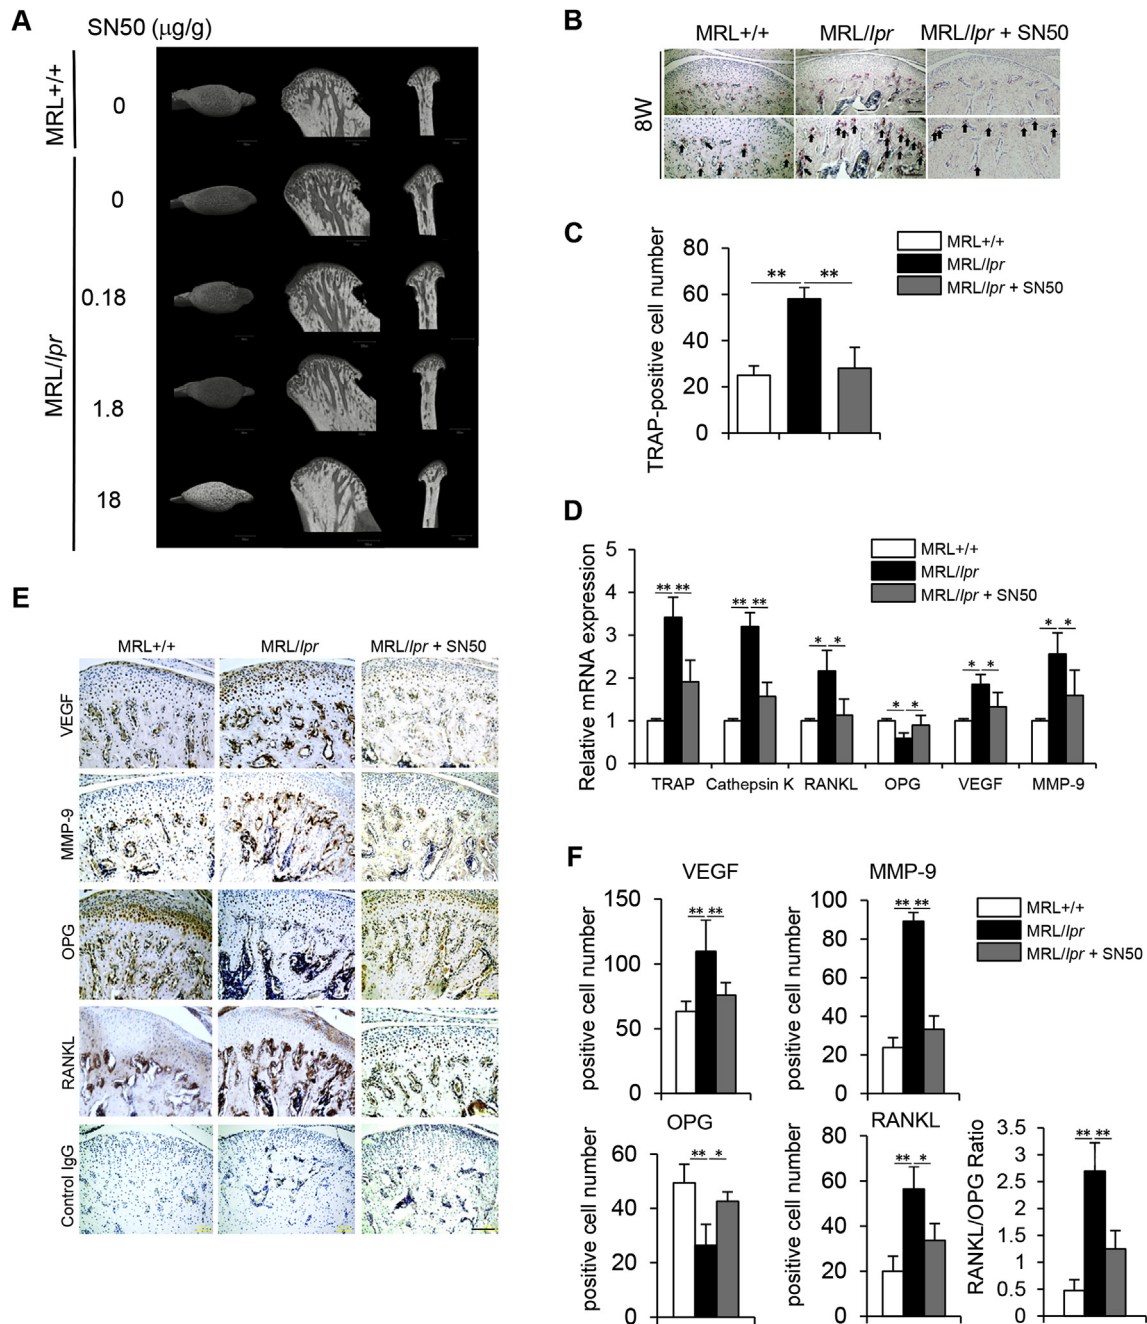 A
SN50 (µg/g)
MRL+/+
0
MRL/lpr
0
0.18
1.8
18
B
MRL+/+ MRL/lpr MRL/lpr + SN50
8W
C
TRAP-positive cell number
80
60
40
20
0
** **
MRL+/+
MRL/lpr
MRL/lpr + SN50
D
Relative mRNA expression
5
4
3
2
1
0
** ** ** ** * * * * * * * *
MRL+/+
MRL/lpr
MRL/lpr + SN50
TRAP Cathepsin K RANKL OPG VEGF MMP-9
E
MRL+/+ MRL/lpr MRL/lpr + SN50
VEGF
MMP-9
OPG
RANKL
Control IgG
F
VEGF
positive cell number
150
100
50
0
** **
MMP-9
positive cell number
100
80
60
40
20
0
** **
MRL+/+
MRL/lpr
MRL/lpr + SN50
OPG
positive cell number
60
40
20
0
** *
RANKL
positive cell number
80
60
40
20
0
** *
RANKL/OPG Ratio
3.5
3
2.5
2
1.5
1
0.5
0
** **